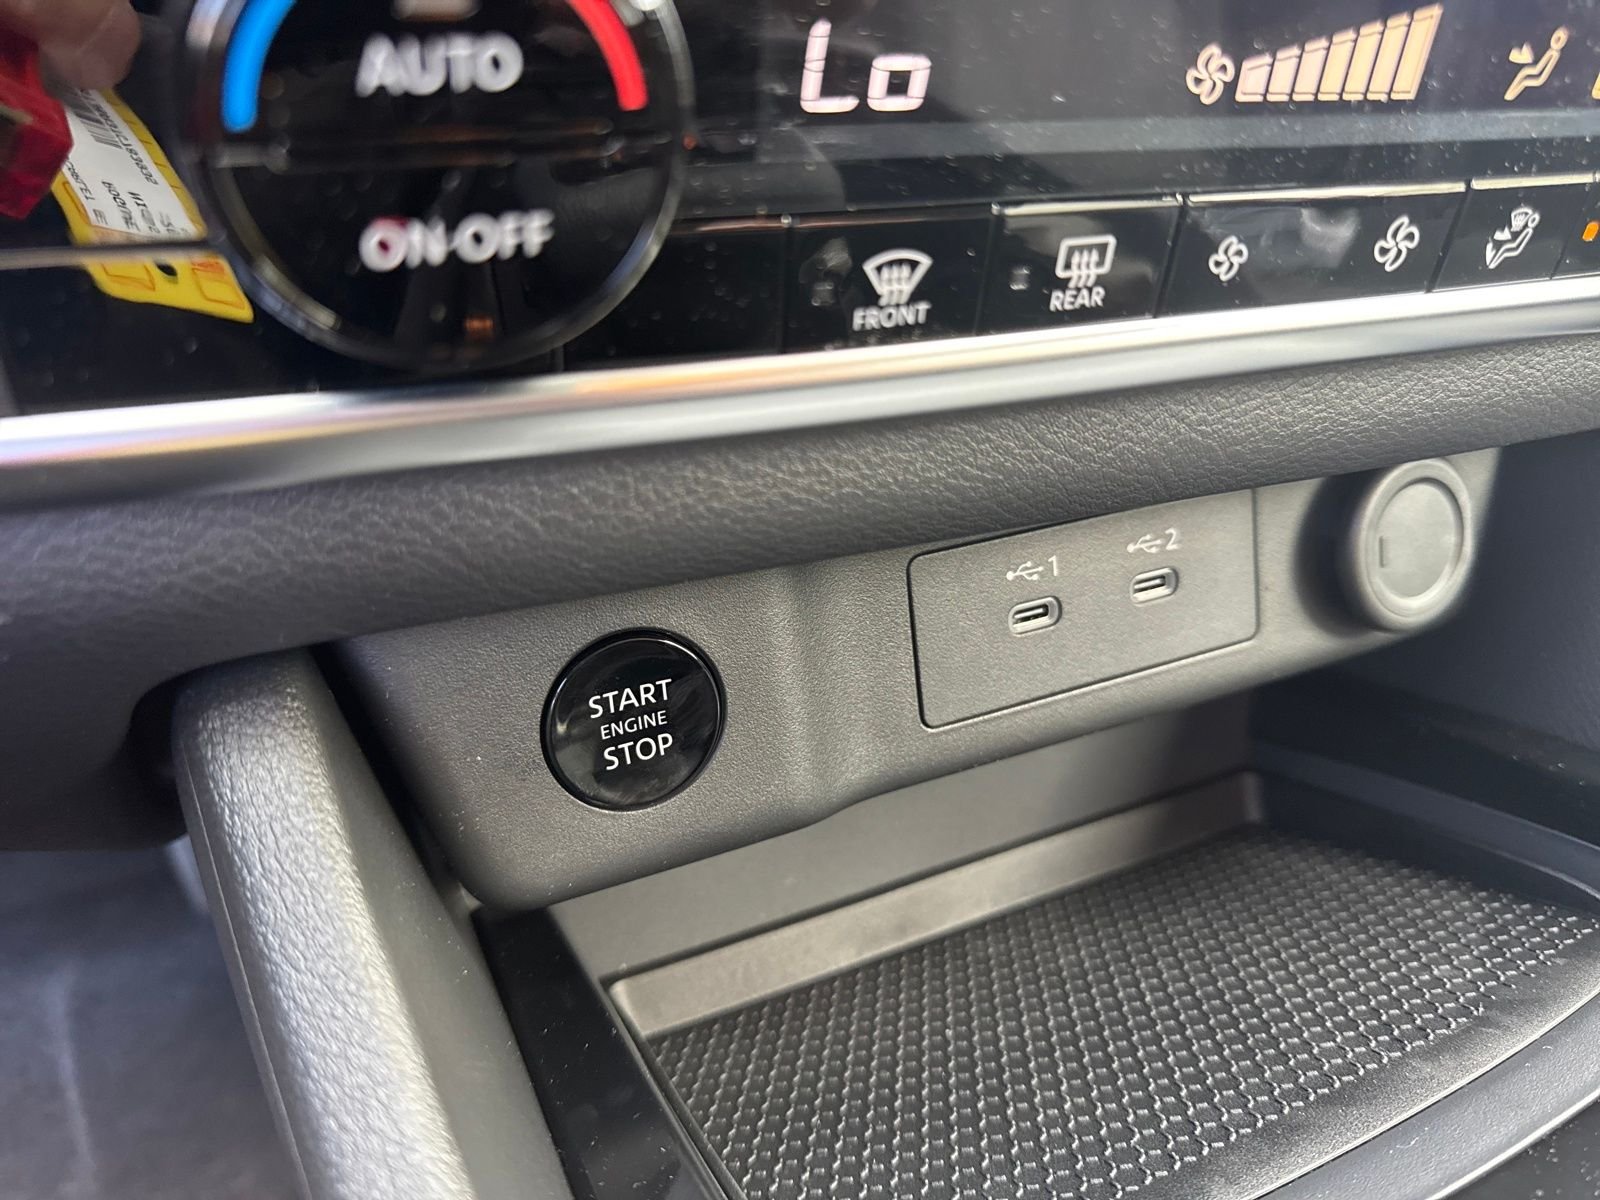 AUTO
Lo
ON·OFF
FRONT
REAR
1
2
START
ENGINE
STOP